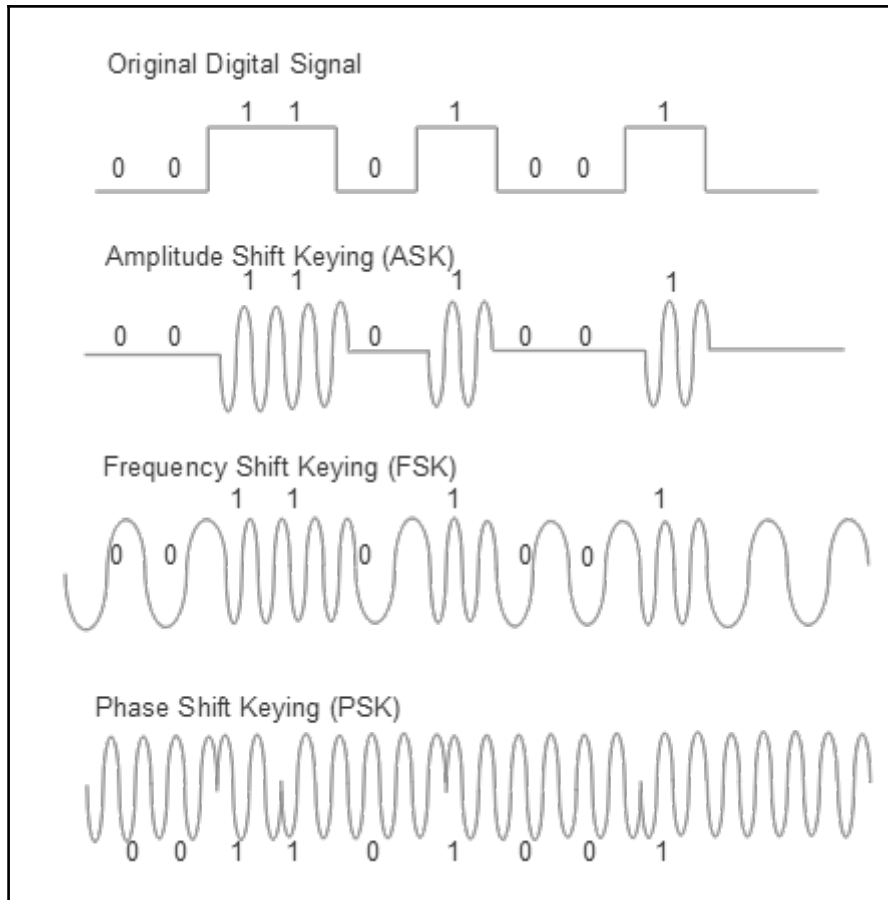 Original Digital Signal
1 1 1 1
0 0 0 0 0
Amplitude Shift Keying (ASK)
1 1 1 1
0 0 0 0 0
Frequency Shift Keying (FSK)
1 1 1 1
0 0 0 0 0
Phase Shift Keying (PSK)
0 0 1 1 0 1 0 0 1